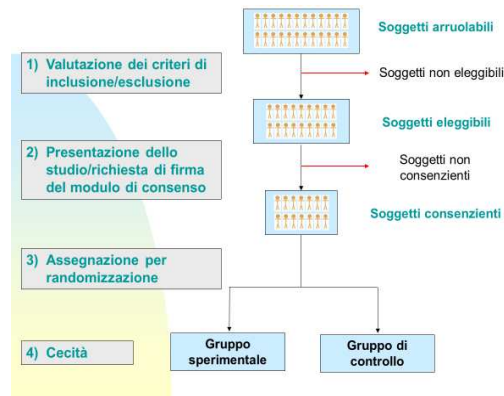 Soggetti arruolabili
1) Valutazione dei criteri di
inclusione/esclusione
Soggetti non eleggibili
Soggetti eleggibili
2) Presentazione dello
studio/richiesta di firma
del modulo di consenso
Soggetti non
consenzienti
Soggetti consenzienti
3) Assegnazione per
randomizzazione
4) Cecità
Gruppo
sperimentale
Gruppo di
controllo